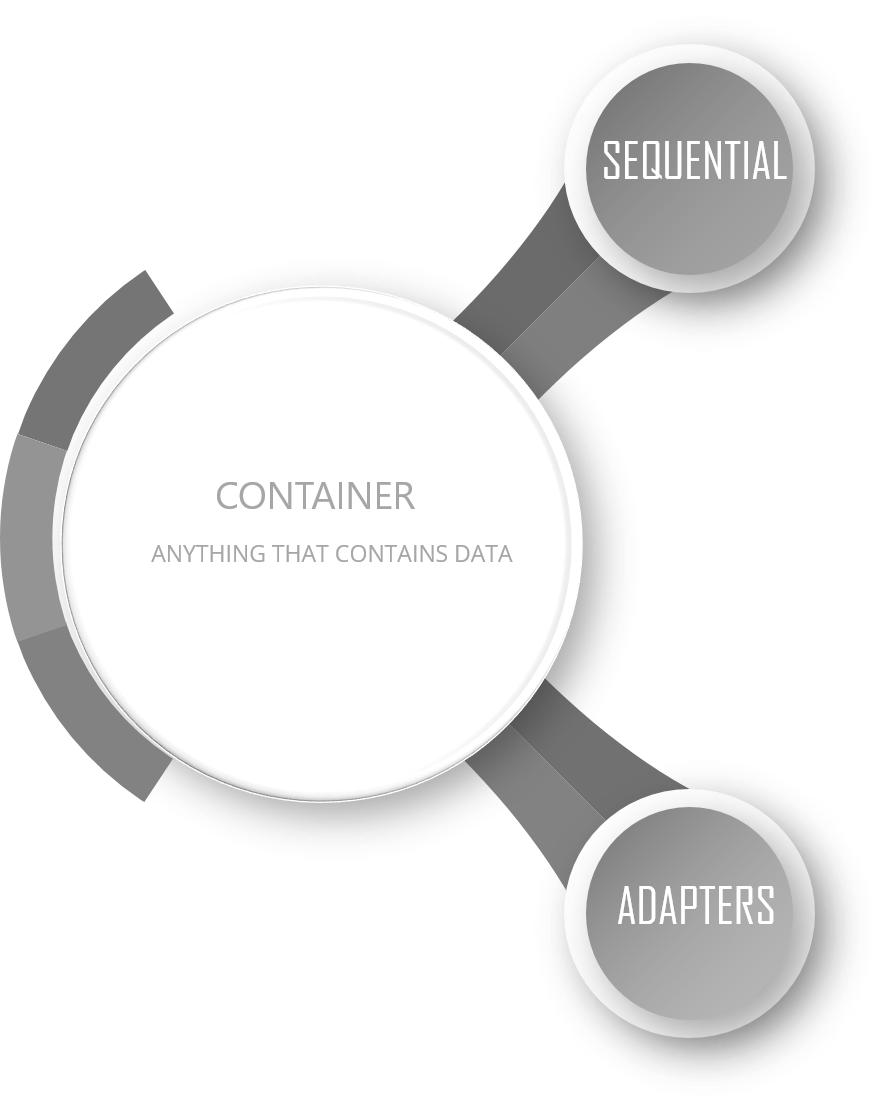 SEQUENTIAL
CONTAINER
ANYTHING THAT CONTAINS DATA
ADAPTERS